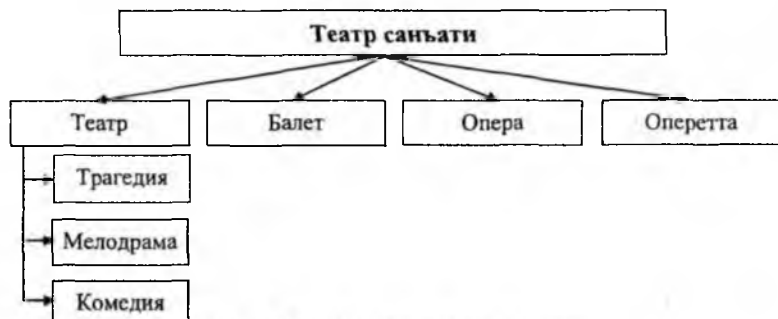 Театр санъати
Театр
Балет
Опера
Оперетта
Трагедия
Мелодрама
Комедия